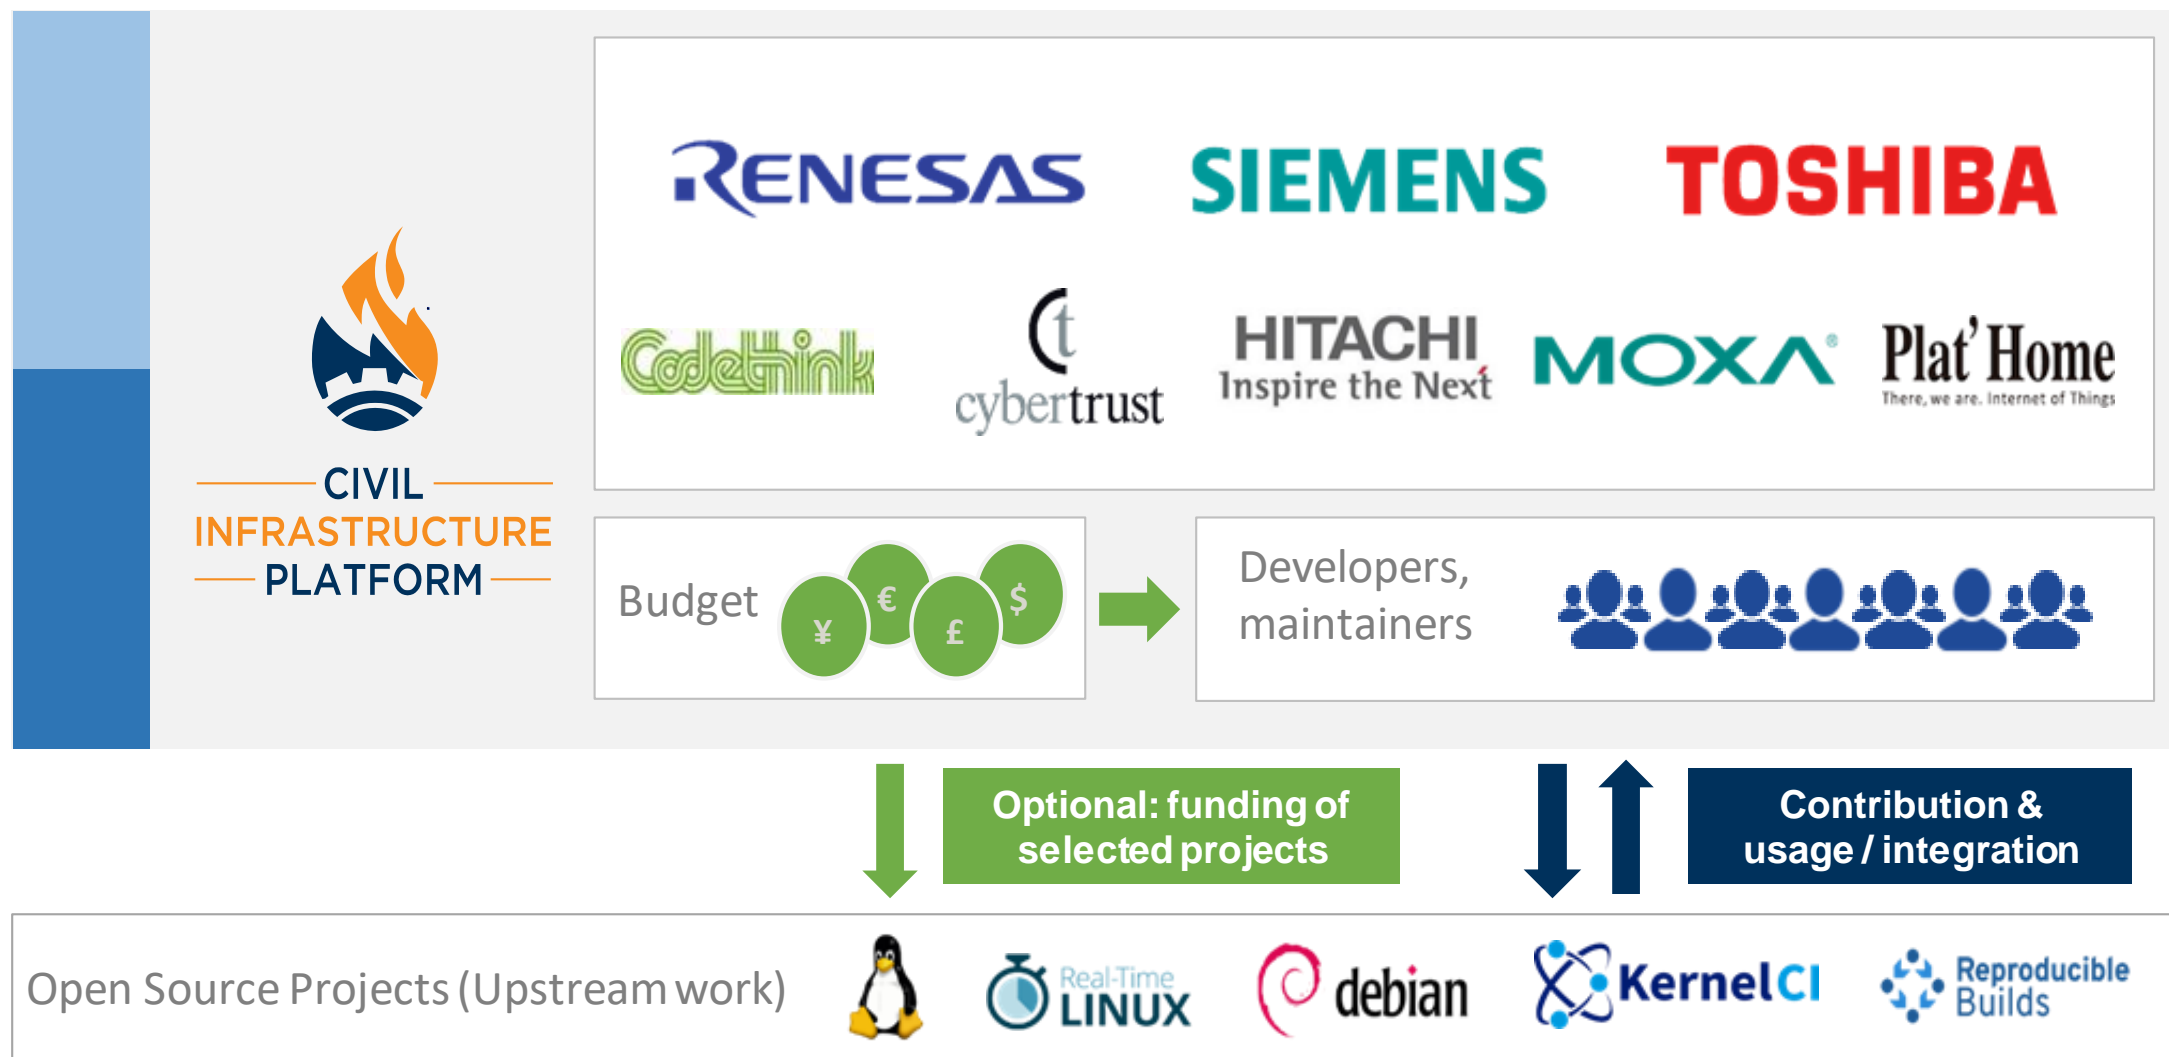 RENESAS
SIEMENS
TOSHIBA
Codethink
Ct
cybertrust
HITACHI
Inspire the Next
MOXA®
Plat'Home
There, we are. Internet of Things
CIVIL
INFRASTRUCTURE
PLATFORM
Budget
¥
€
£
$
Developers,
maintainers
Optional: funding of
selected projects
Contribution &
usage / integration
Open Source Projects (Upstream work)
Real-Time
LINUX
debian
KernelCI
Reproducible
Builds